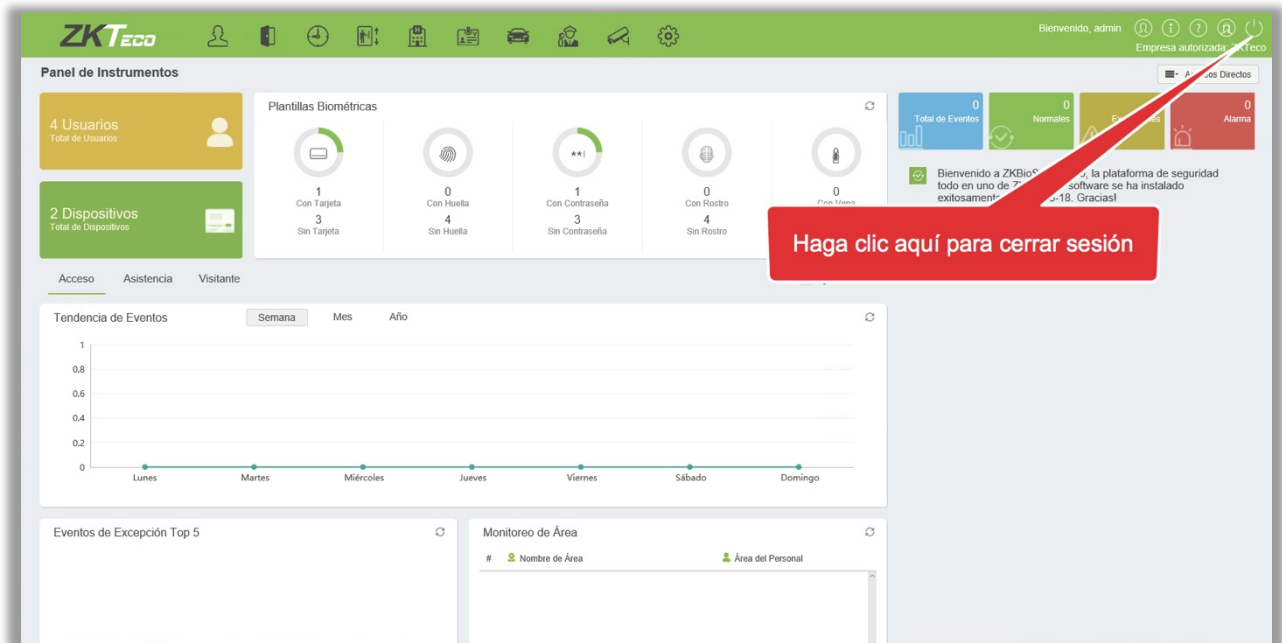 ZKTeco
Bienvenido, admin
Empresa autorizada: ZKTeco
Panel de Instrumentos
Directos
4 Usuarios
Total de Usuarios
2 Dispositivos
Total de Dispositivos
Plantillas Biométricas
1
Con Tarjeta
3
Sin Tarjeta
0
Con Huella
4
Sin Huella
1
Con Contraseña
3
Sin Contraseña
0
Con Rostro
4
Sin Rostro
0
Con Vena
0
Total de Eventos
0
Normales
0
Alarma
Bienvenido a la plataforma de seguridad
todo en uno de software se ha instalado
-18. Gracias!
Haga clic aquí para cerrar sesión
Acceso Asistencia Visitante
Tendencia de Eventos Semana Mes Año
1
0.8
0.6
0.4
0.2
0
Lunes Martes Miércoles Jueves Viernes Sábado Domingo
Eventos de Excepción Top 5
Monitoreo de Área
# Nombre de Área Área del Personal